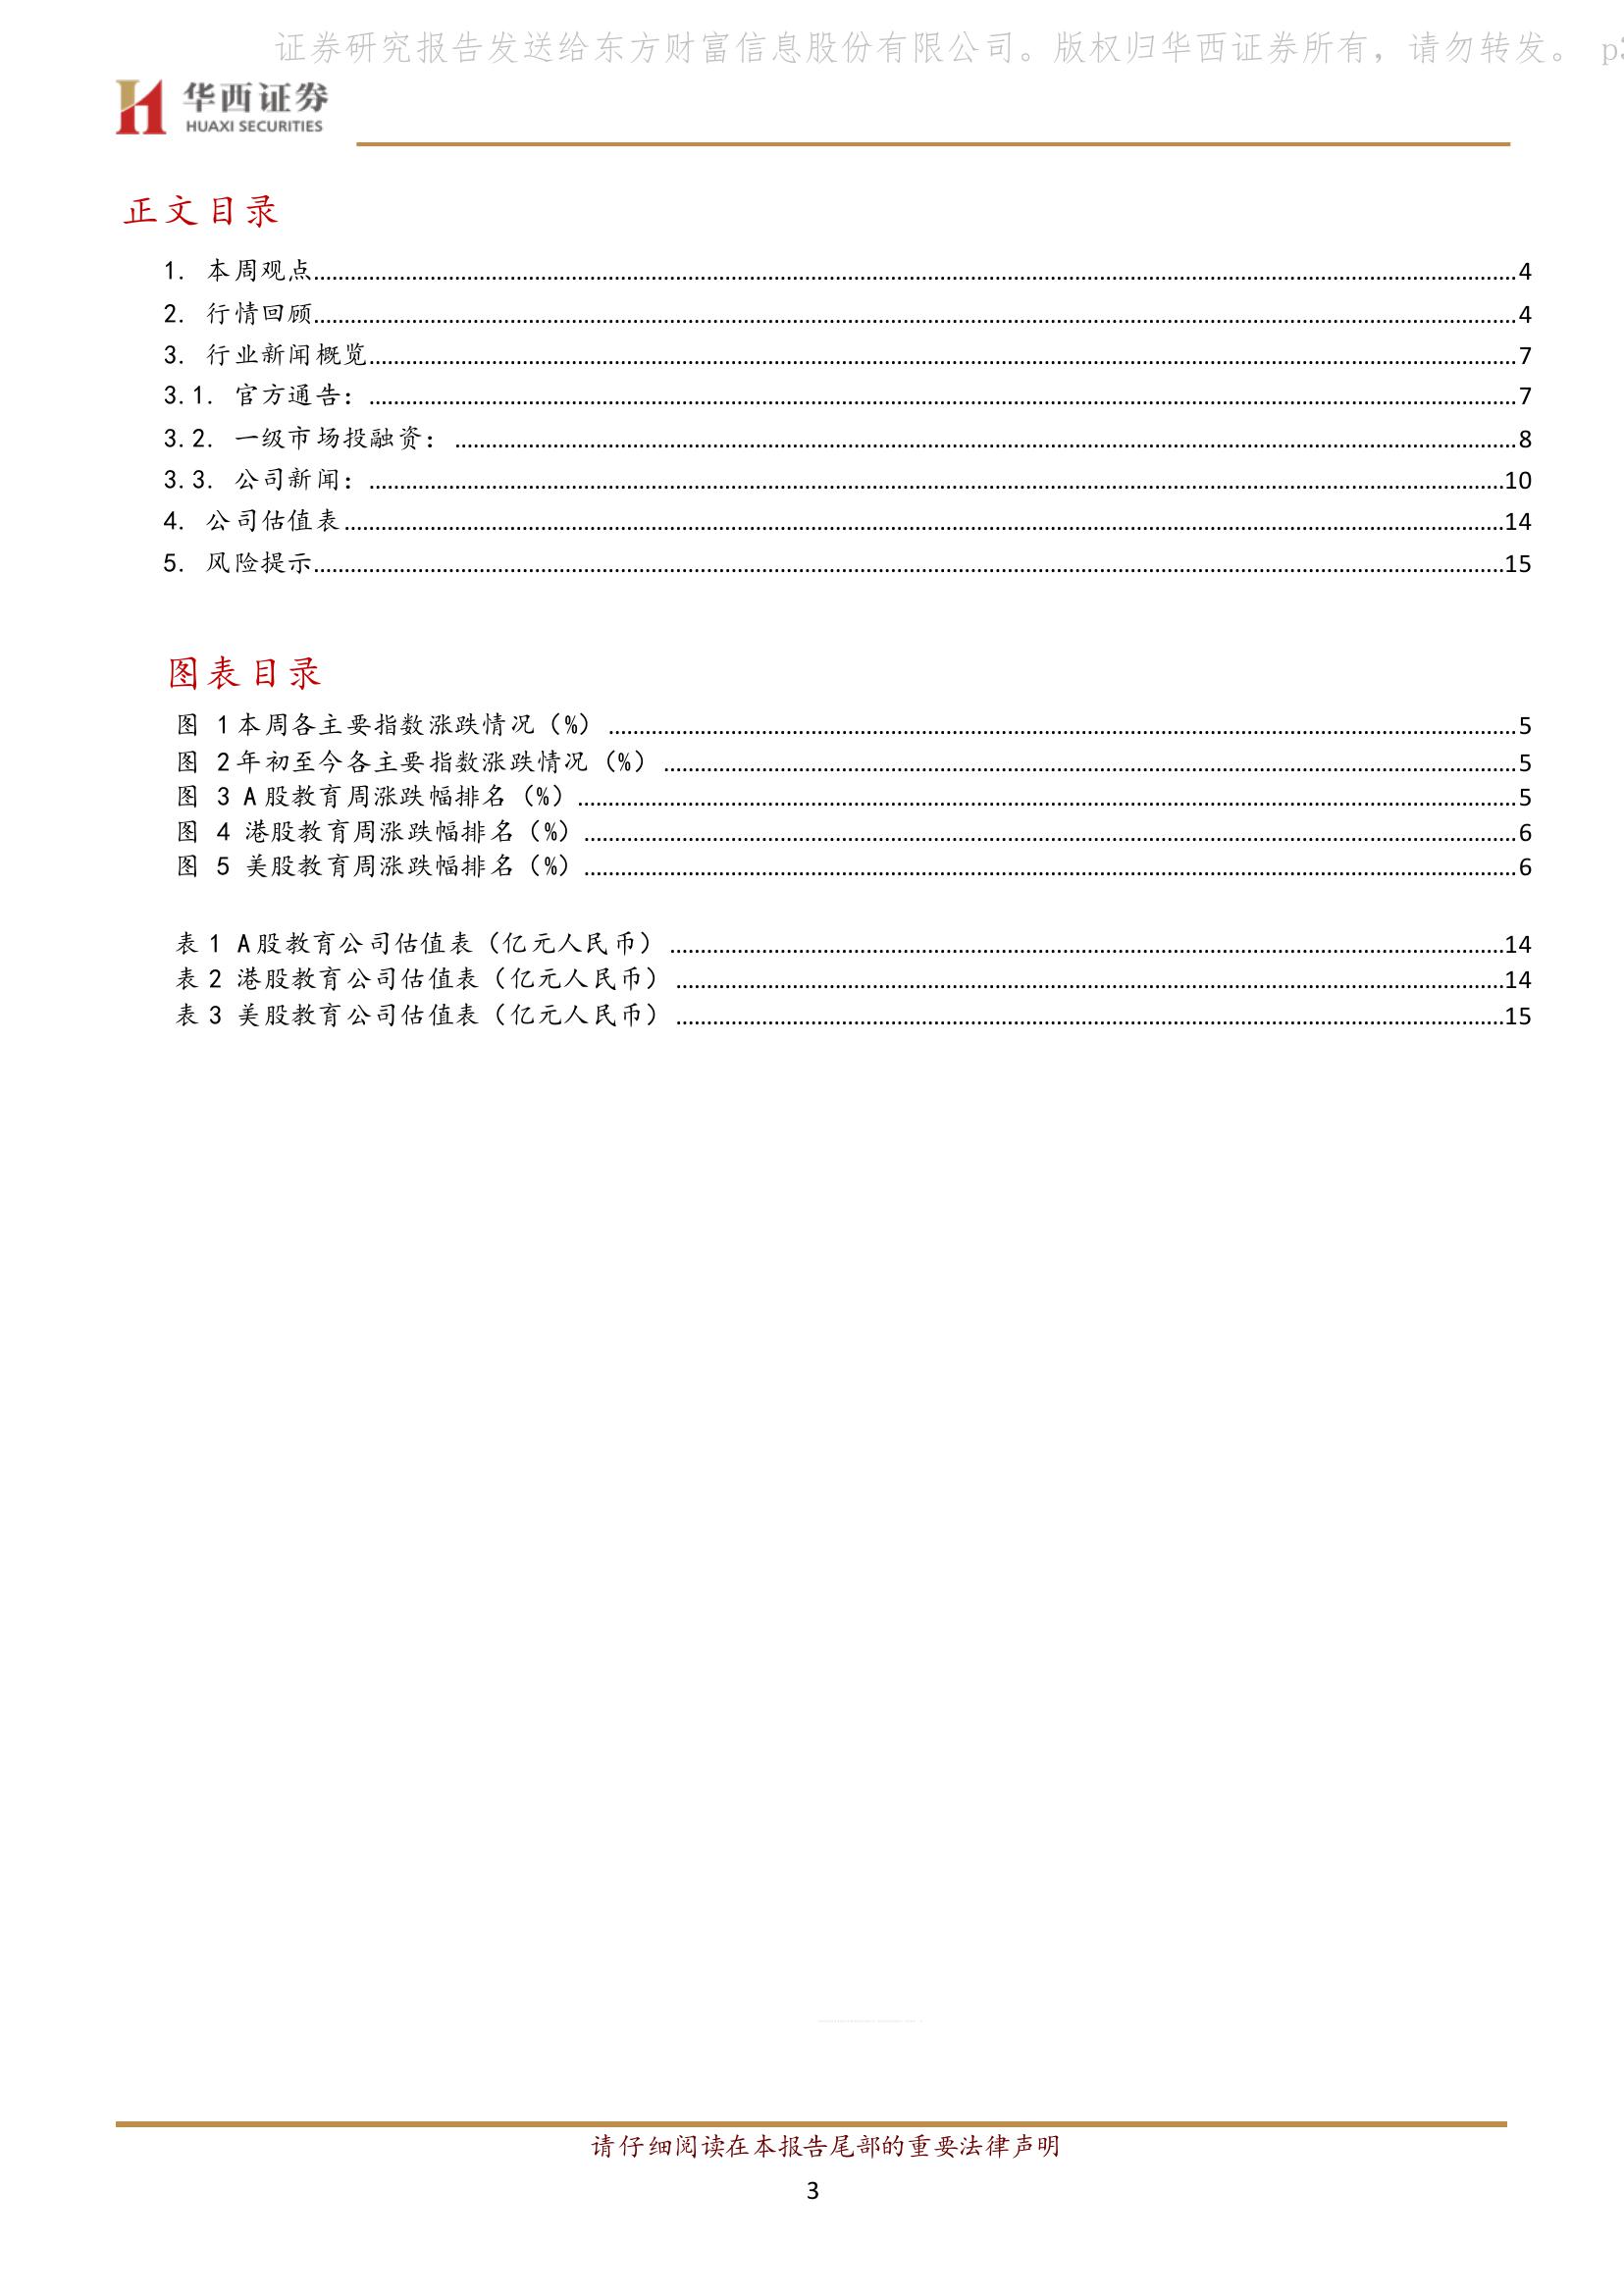 证券研究报告发送给东方财富信息股份有限公司。版权归华西证券所有，请勿转发。 p3
华西证券
HUAXI SECURITIES
正文目录
1. 本周观点........4
2. 行情回顾........4
3. 行业新闻概览........7
3.1. 官方通告：........7
3.2. 一级市场投融资：........8
3.3. 公司新闻：........10
4. 公司估值表........14
5. 风险提示........15
图表目录
图 1本周各主要指数涨跌情况（%）........5
图 2年初至今各主要指数涨跌情况（%）........5
图 3 A股教育周涨跌幅排名（%）........5
图 4 港股教育周涨跌幅排名（%）........6
图 5 美股教育周涨跌幅排名（%）........6
表1 A股教育公司估值表（亿元人民币）........14
表2 港股教育公司估值表（亿元人民币）........14
表3 美股教育公司估值表（亿元人民币）........15
请仔细阅读在本报告尾部的重要法律声明
3